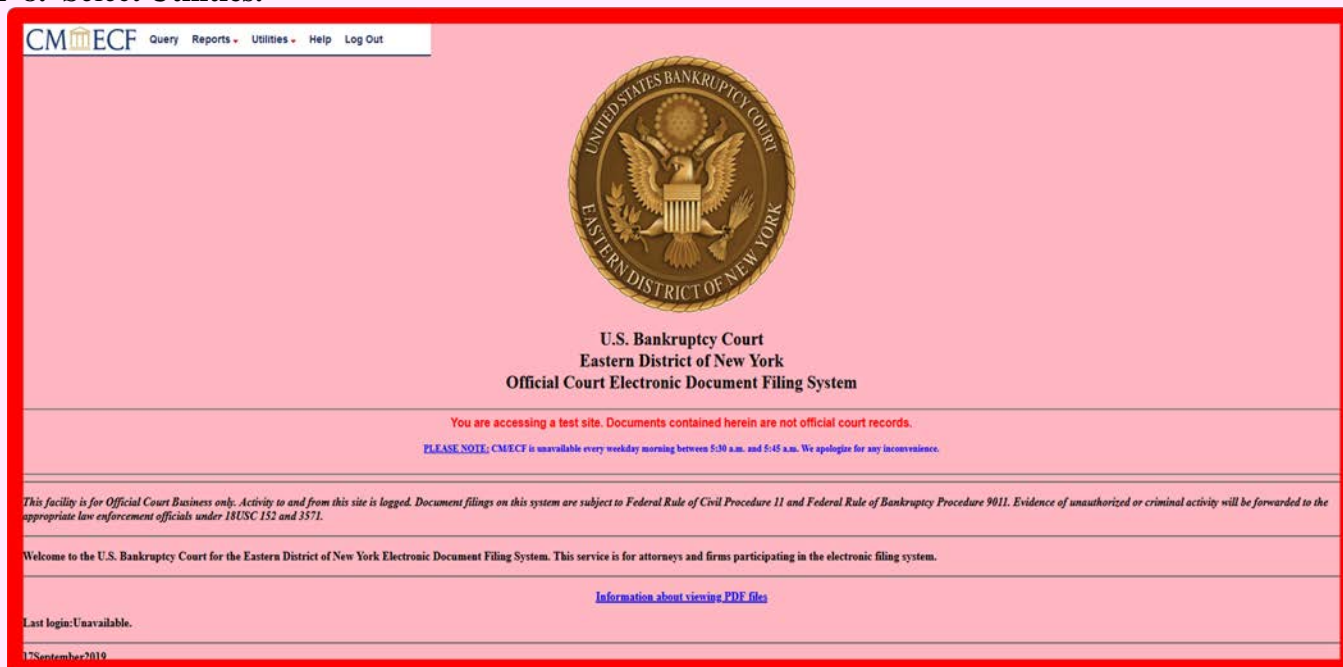 8. Select Utilities.
CM ECF Query Reports Utilities Help Log Out
UNITED STATES BANKRUPTCY COURT
EASTERN DISTRICT OF NEW YORK
U.S. Bankruptcy Court
Eastern District of New York
Official Court Electronic Document Filing System
You are accessing a test site. Documents contained herein are not official court records.
PLEASE NOTE: CM/ECF is unavailable every weekday morning between 5:30 a.m. and 5:45 a.m. We apologize for any inconvenience.
This facility is for Official Court Business only. Activity to and from this site is logged. Document filings on this system are subject to Federal Rule of Civil Procedure 11 and Federal Rule of Bankruptcy Procedure 9011. Evidence of unauthorized or criminal activity will be forwarded to the
appropriate law enforcement officials under 18USC 152 and 3571.
Welcome to the U.S. Bankruptcy Court for the Eastern District of New York Electronic Document Filing System. This service is for attorneys and firms participating in the electronic filing system.
Information about viewing PDF files
Last login:Unavailable.
17September2019